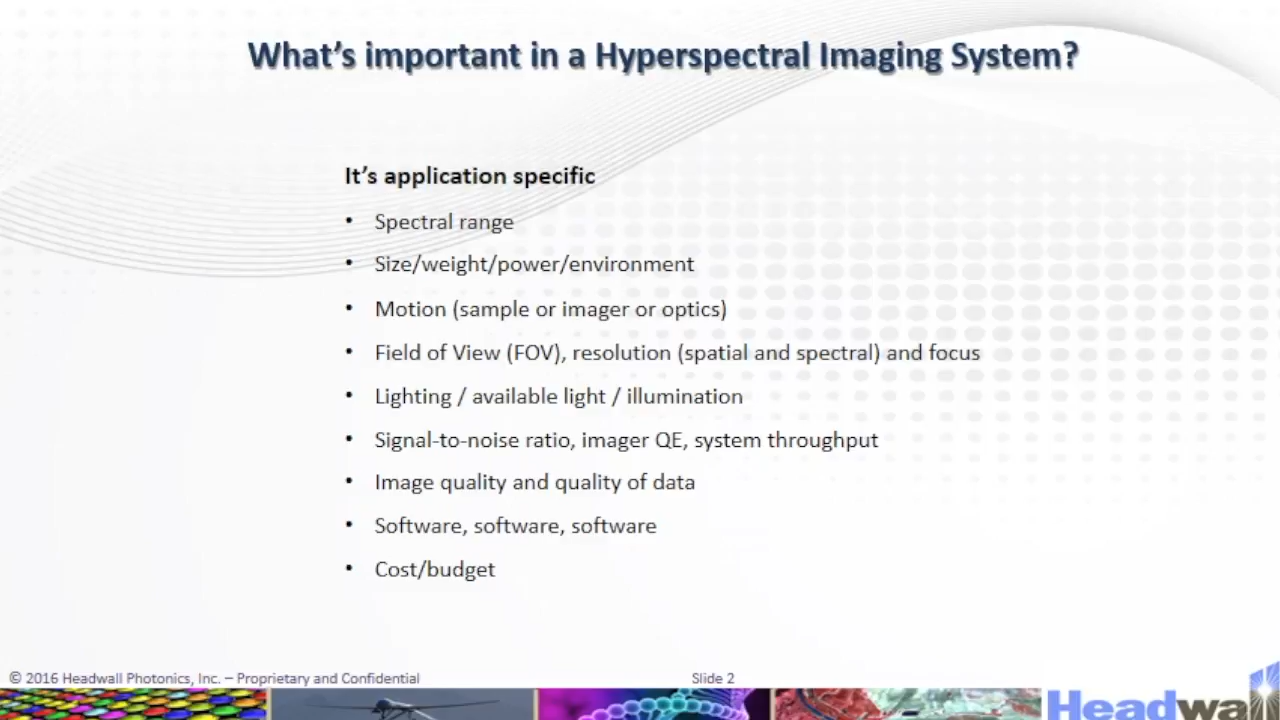 What's important in a Hyperspectral Imaging System?
It's application specific
• Spectral range
• Size/weight/power/environment
• Motion (sample or imager or optics)
• Field of View (FOV), resolution (spatial and spectral) and focus
• Lighting / available light / illumination
• Signal-to-noise ratio, imager QE, system throughput
• Image quality and quality of data
• Software, software, software
• Cost/budget
© 2016 Headwall Photonics, Inc. – Proprietary and Confidential
Slide 2
Headwall